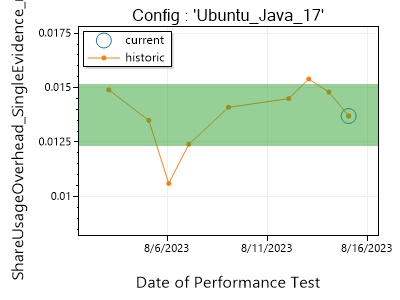 Config : 'Ubuntu_Java_17'
current
historic
0.0175
0.015
0.0125
0.01
ShareUsageOverhead_SingleEvidence_
8/6/2023
8/11/2023
8/16/2023
Date of Performance Test